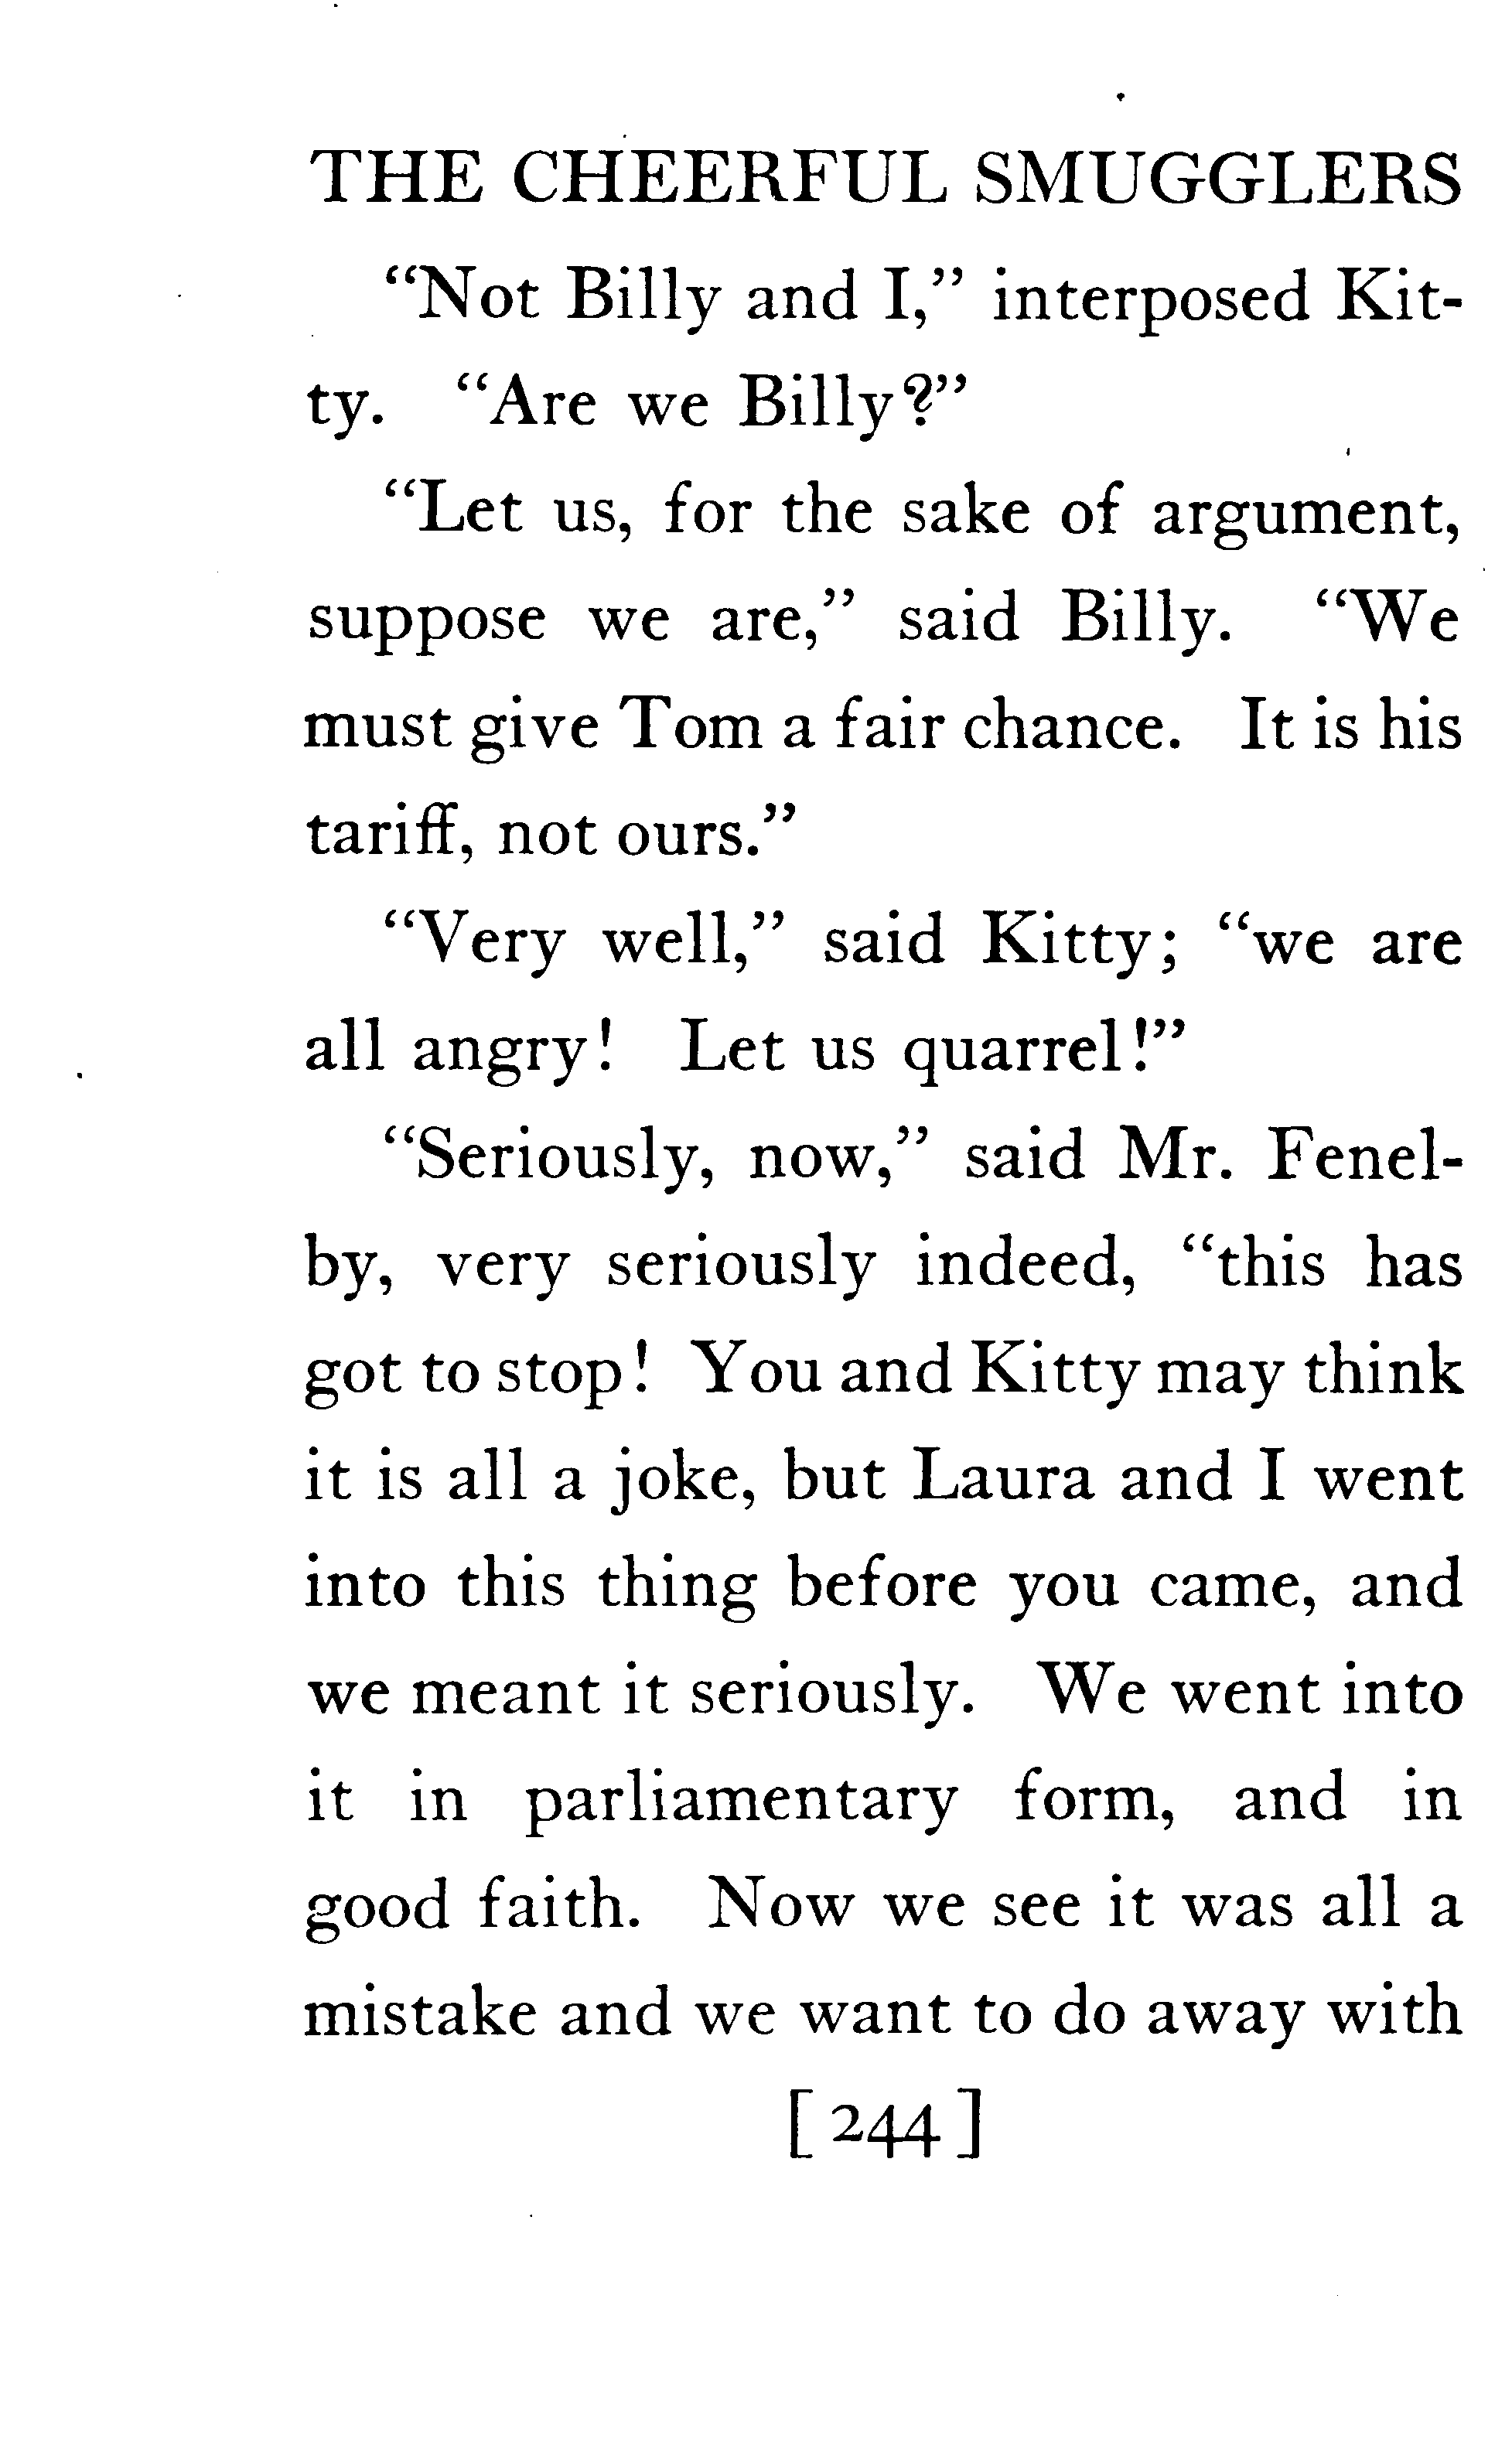 THE CHEERFUL SMUGGLERS
"Not Billy and I," interposed Kit-
ty. "Are we Billy?"
"Let us, for the sake of argument,
suppose we are," said Billy. "We
must give Tom a fair chance. It is his
tariff, not ours."
"Very well," said Kitty; "we are
all angry! Let us quarrel!"
"Seriously, now," said Mr. Fenel-
by, very seriously indeed, "this has
got to stop! You and Kitty may think
it is all a joke, but Laura and I went
into this thing before you came, and
we meant it seriously. We went into
it in parliamentary form, and in
good faith. Now we see it was all a
mistake and we want to do away with
[244]